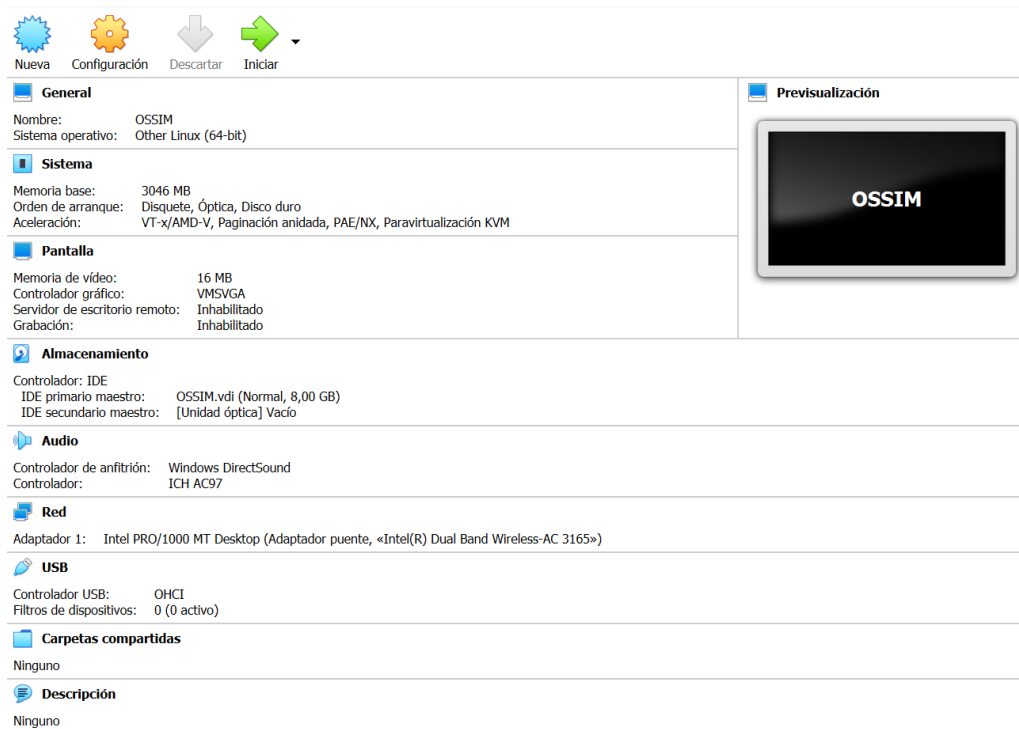 Nueva Configuración Descartar Iniciar
General
Nombre: OSSIM
Sistema operativo: Other Linux (64-bit)
Sistema
Memoria base: 3046 MB
Orden de arranque: Disquete, Óptica, Disco duro
Aceleración: VT-x/AMD-V, Paginación anidada, PAE/NX, Paravirtualización KVM
Pantalla
Memoria de vídeo: 16 MB
Controlador gráfico: VMSVGA
Servidor de escritorio remoto: Inhabilitado
Grabación: Inhabilitado
Previsualización
OSSIM
Almacenamiento
Controlador: IDE
IDE primario maestro: OSSIM.vdi (Normal, 8,00 GB)
IDE secundario maestro: [Unidad óptica] Vacío
Audio
Controlador de anfitrión: Windows DirectSound
Controlador: ICH AC97
Red
Adaptador 1: Intel PRO/1000 MT Desktop (Adaptador puente, «Intel(R) Dual Band Wireless-AC 3165»)
USB
Controlador USB: OHCI
Filtros de dispositivos: 0 (0 activo)
Carpetas compartidas
Ninguno
Descripción
Ninguno